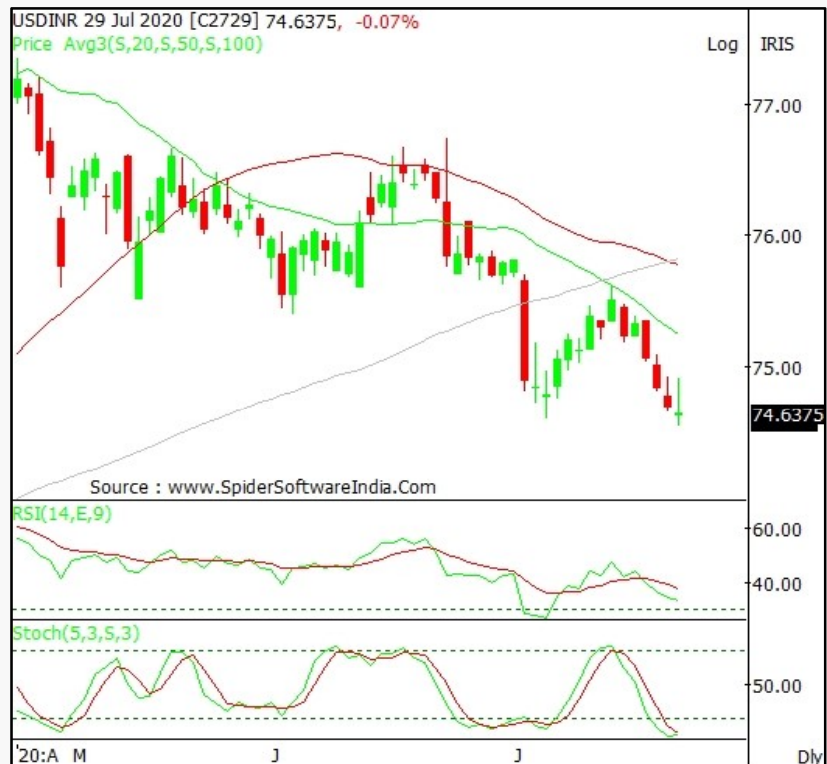 USDINR 29 Jul 2020 [C2729] 74.6375, -0.07%
Price Avg3(S,20,S,50,S,100)
Log
IRIS
77.00
76.00
75.00
74.6375
Source : www.SpiderSoftwareIndia.Com
RSI(14,E,9)
60.00
40.00
Stoch(5,3,S,3)
50.00
'20:A M J J Dly